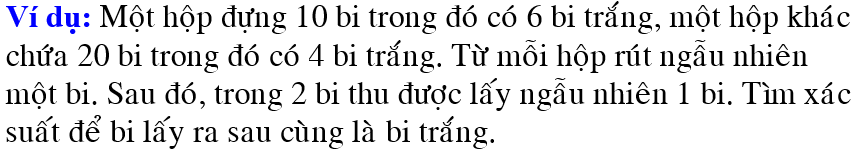 Ví dụ: Một hộp đựng 10 bi trong đó có 6 bi trắng, một hộp khác
chứa 20 bi trong đó có 4 bi trắng. Từ mỗi hộp rút ngẫu nhiên
một bi. Sau đó, trong 2 bi thu được lấy ngẫu nhiên 1 bi. Tìm xác
suất để bi lấy ra sau cùng là bi trắng.